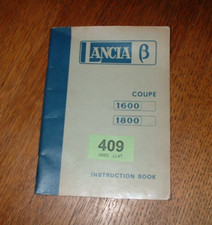 LANCIA β
COUPE
1600
1800
409
INSTRUCTION BOOK